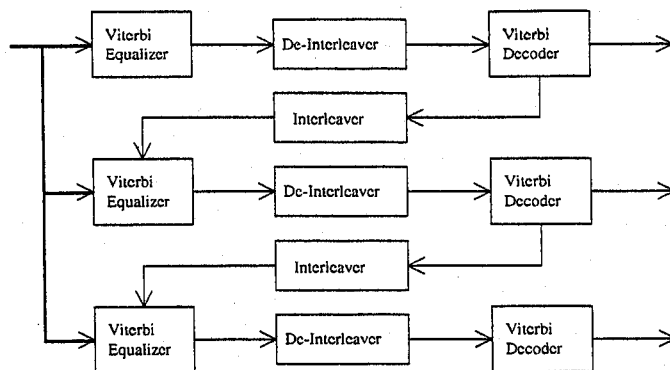 Viterbi
Equalizer
De-Interleaver
Viterbi
Decoder
Interleaver
Viterbi
Equalizer
De-Interleaver
Viterbi
Decoder
Interleaver
Viterbi
Equalizer
De-Interleaver
Viterbi
Decoder